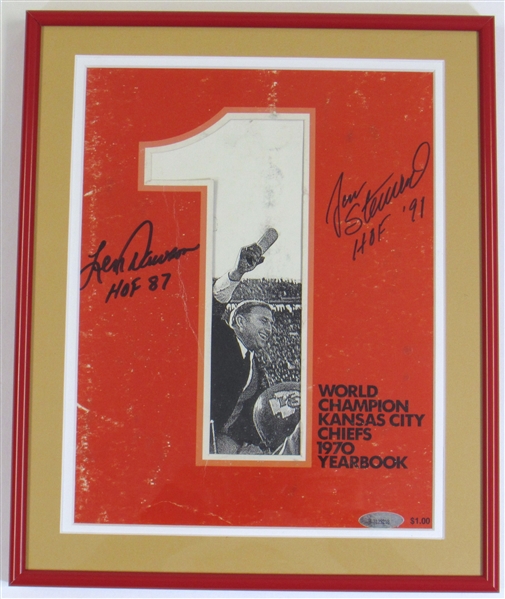 1
Jan Stenerud
HOF '91
Len Dawson
HOF 87
WORLD
CHAMPION
KANSAS CITY
CHIEFS
1970
YEARBOOK
$1.00